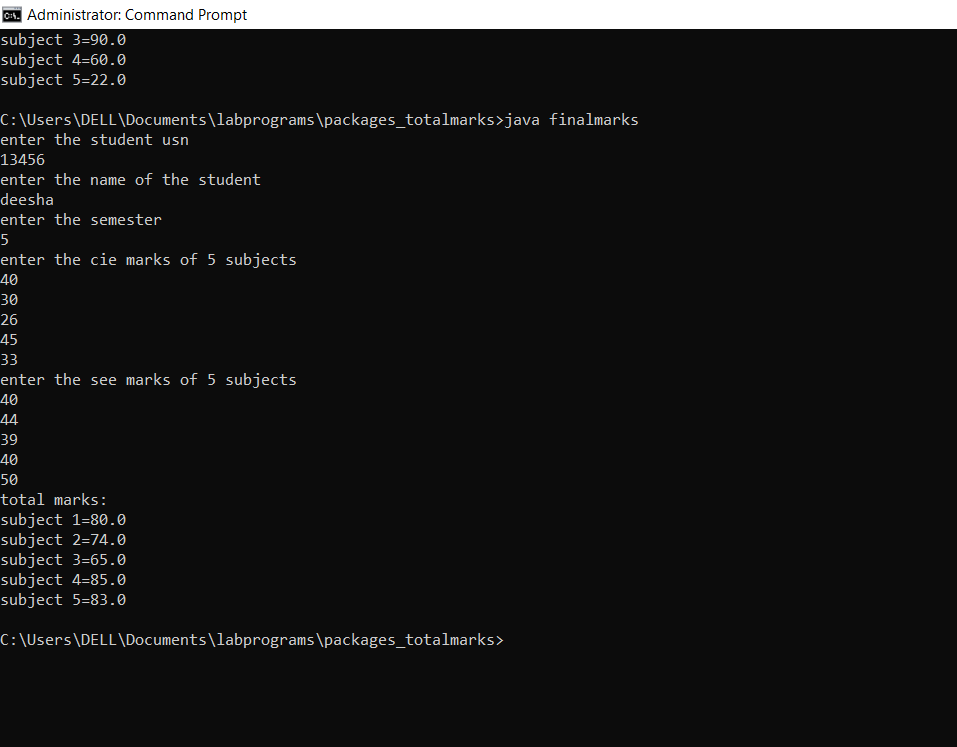 Administrator: Command Prompt
subject 3=90.0
subject 4=60.0
subject 5=22.0
C:\Users\DELL\Documents\labprograms\packages_totalmarks>java finalmarks
enter the student usn
13456
enter the name of the student
deesha
enter the semester
5
enter the cie marks of 5 subjects
40
30
26
45
33
enter the see marks of 5 subjects
40
44
39
40
50
total marks:
subject 1=80.0
subject 2=74.0
subject 3=65.0
subject 4=85.0
subject 5=83.0
C:\Users\DELL\Documents\labprograms\packages_totalmarks>